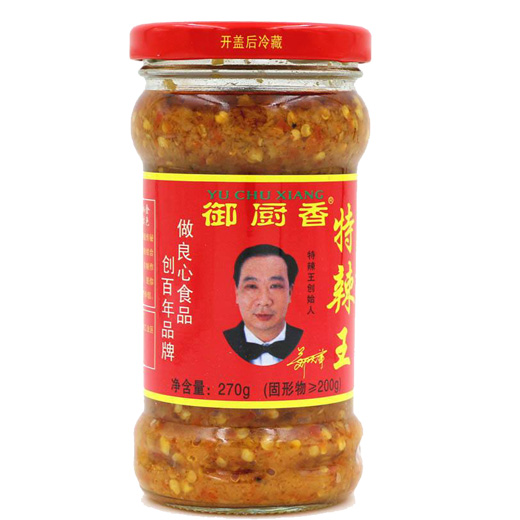 开盖后冷藏
YU CHU XIANG
御厨香®
特辣王
做良心食品
创百年品牌
特辣王创始人
净含量：270g (固形物≥200g)